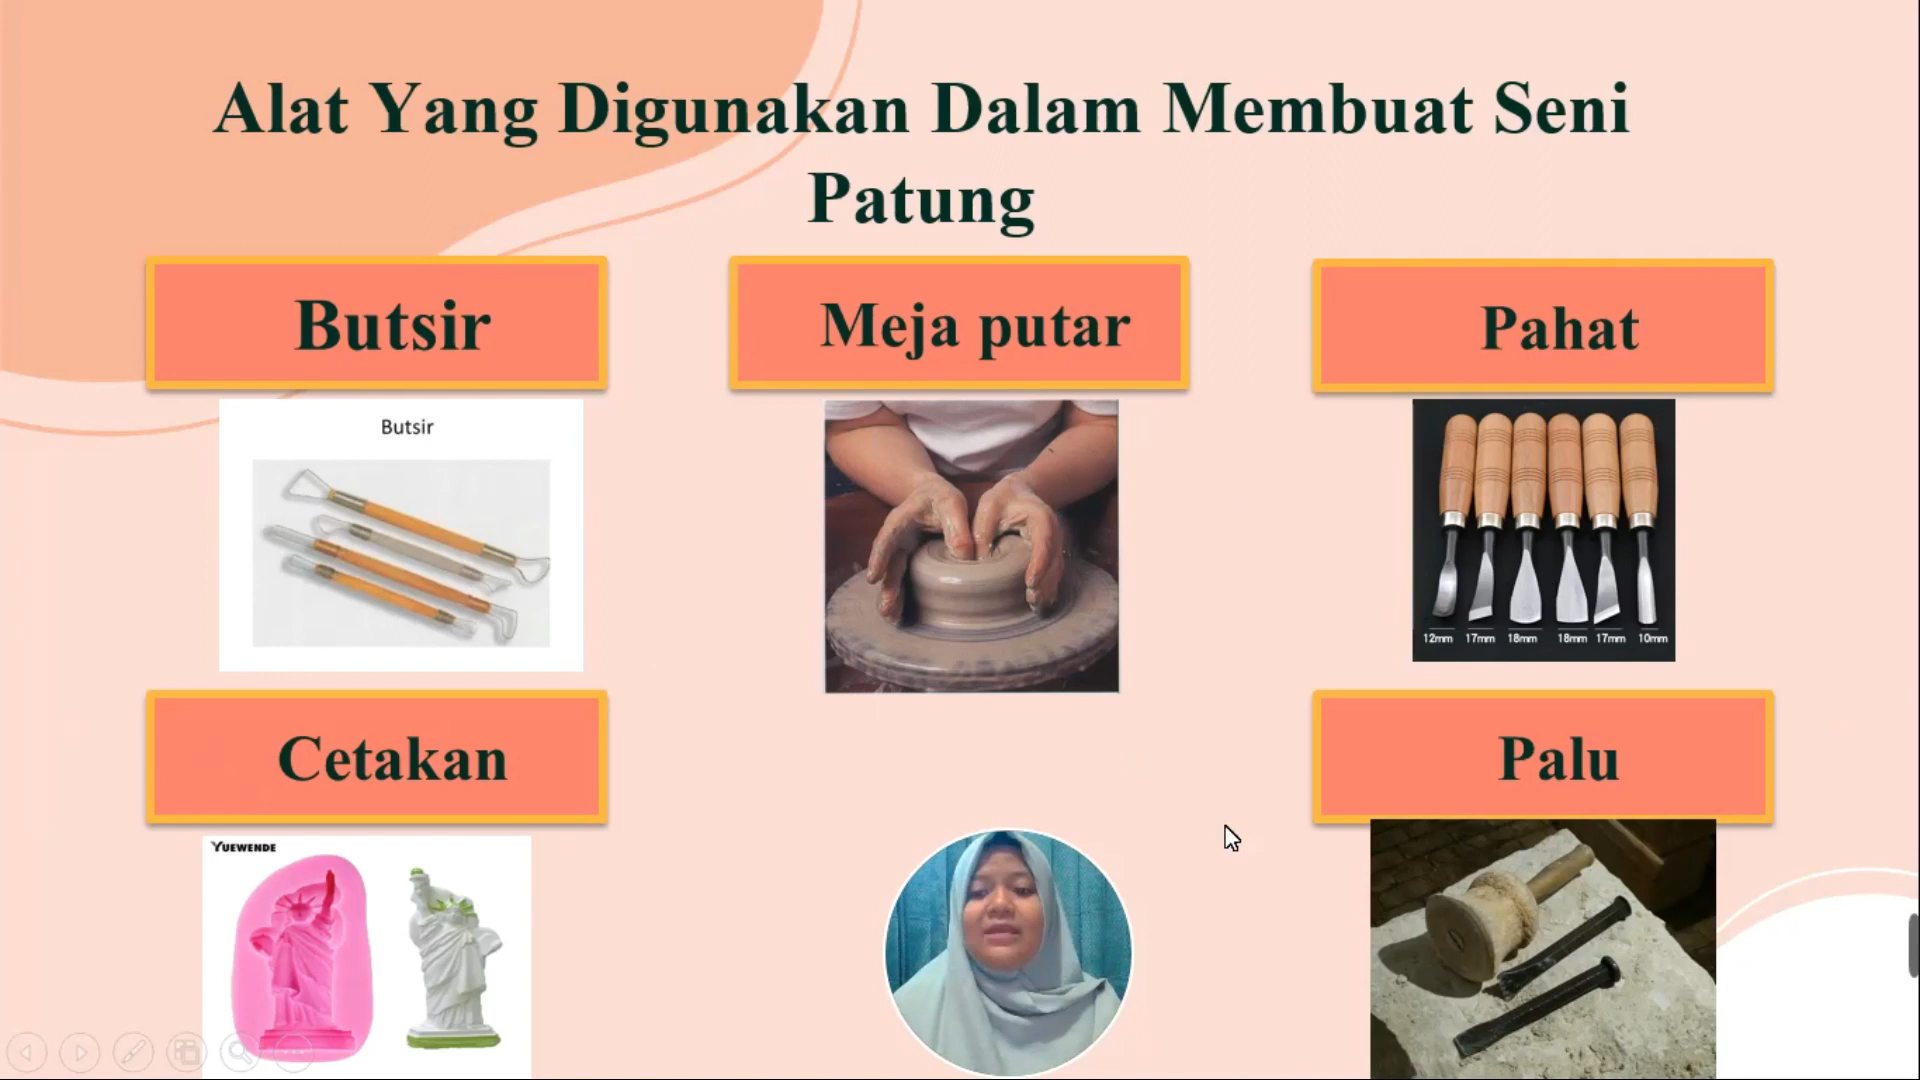 Alat Yang Digunakan Dalam Membuat Seni
Patung
Butsir
Meja putar
Pahat
Butsir
12mm 17mm 18mm 18mm 17mm 10mm
Cetakan
Palu
YUEWENDE